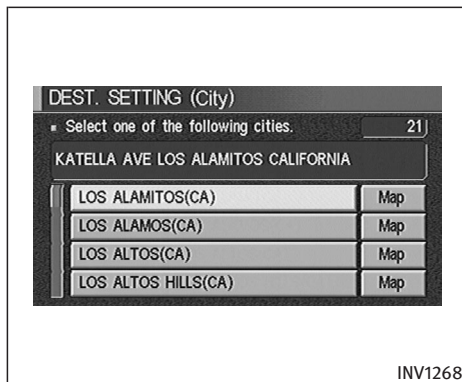 DEST. SETTING (City)
Select one of the following cities. 21
KATELLA AVE LOS ALAMITOS CALIFORNIA
LOS ALAMITOS(CA) Map
LOS ALAMOS(CA) Map
LOS ALTOS(CA) Map
LOS ALTOS HILLS(CA) Map
INV1268